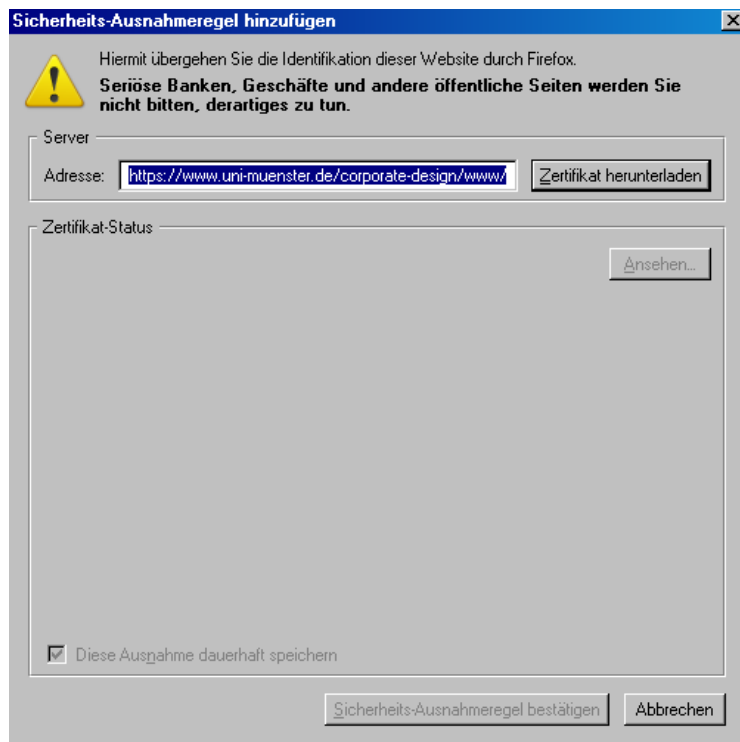 Sicherheits-Ausnahmeregel hinzufügen
Hiermit übergehen Sie die Identifikation dieser Website durch Firefox.
Seriöse Banken, Geschäfte und andere öffentliche Seiten werden Sie
nicht bitten, derartiges zu tun.
Server
Adresse: https://www.uni-muenster.de/corporate-design/www/ Zertifikat herunterladen
Zertifikat-Status
Ansehen...
Diese Ausnahme dauerhaft speichern
Sicherheits-Ausnahmeregel bestätigen Abbrechen